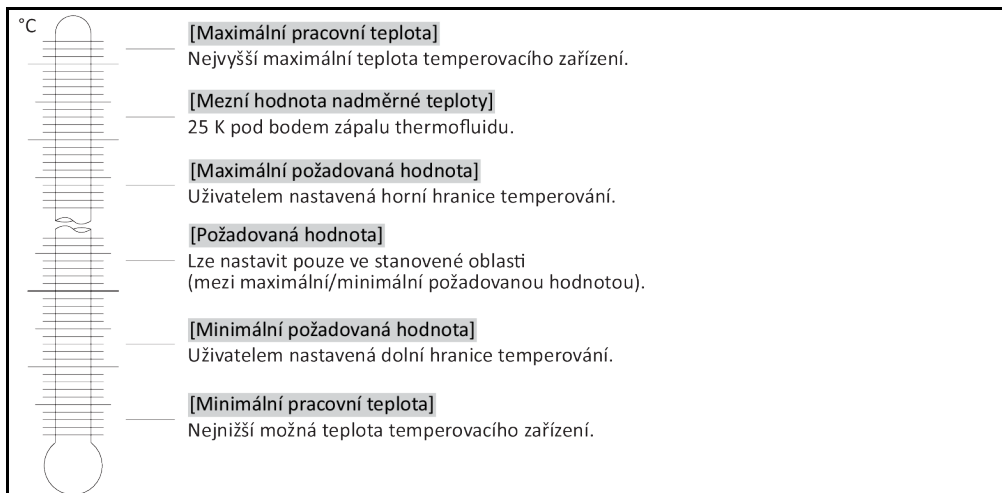 °C
[Maximální pracovní teplota]
Nejvyšší maximální teplota temperovacího zařízení.
[Mezní hodnota nadměrné teploty]
25 K pod bodem zápalu thermofluidu.
[Maximální požadovaná hodnota]
Uživatelem nastavená horní hranice temperování.
[Požadovaná hodnota]
Lze nastavit pouze ve stanovené oblasti
(mezi maximální/minimální požadovanou hodnotou).
[Minimální požadovaná hodnota]
Uživatelem nastavená dolní hranice temperování.
[Minimální pracovní teplota]
Nejnižší možná teplota temperovacího zařízení.